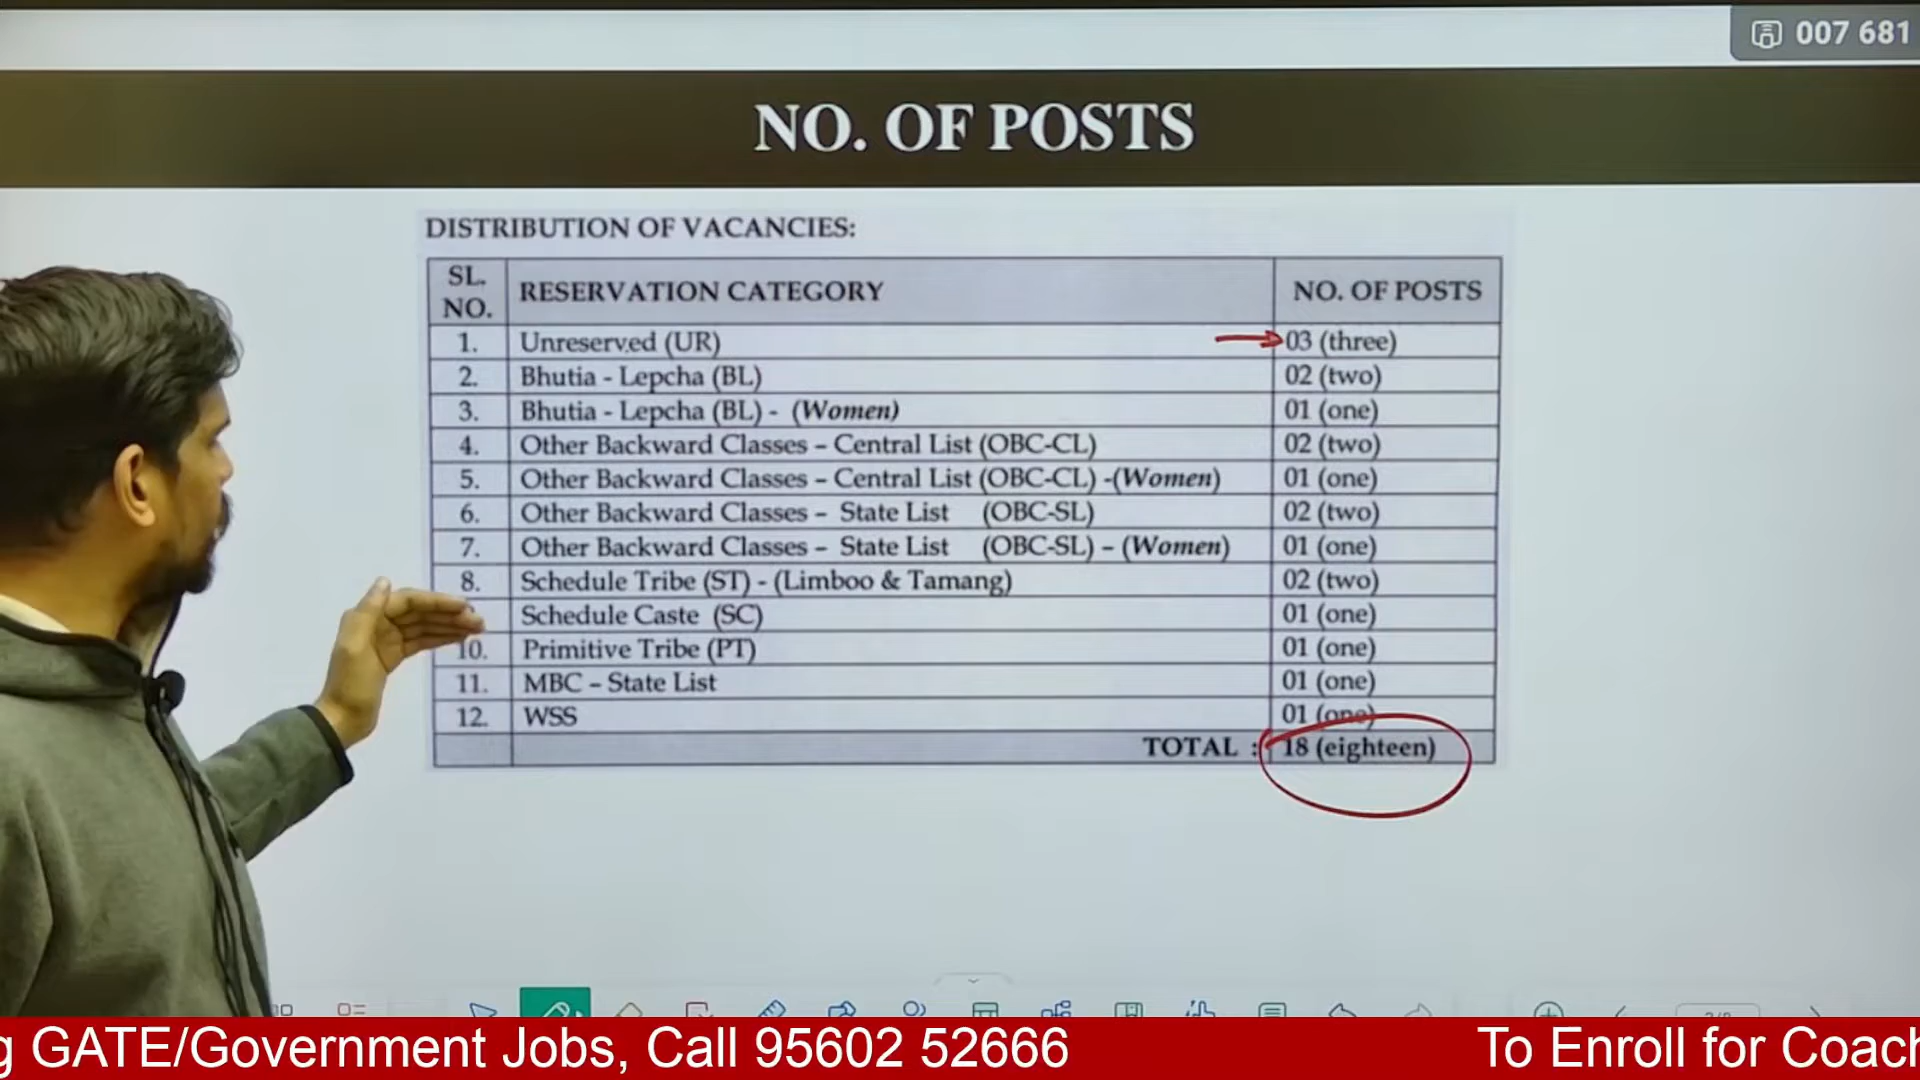 007 681
NO. OF POSTS
DISTRIBUTION OF VACANCIES:
SL. NO. RESERVATION CATEGORY NO. OF POSTS
1. Unreserved (UR) 03 (three)
2. Bhutia - Lepcha (BL) 02 (two)
3. Bhutia - Lepcha (BL) - (Women) 01 (one)
4. Other Backward Classes – Central List (OBC-CL) 02 (two)
5. Other Backward Classes – Central List (OBC-CL) -(Women) 01 (one)
6. Other Backward Classes – State List (OBC-SL) 02 (two)
7. Other Backward Classes – State List (OBC-SL) – (Women) 01 (one)
8. Schedule Tribe (ST) - (Limboo & Tamang) 02 (two)
Schedule Caste (SC) 01 (one)
10. Primitive Tribe (PT) 01 (one)
11. MBC – State List 01 (one)
12. WSS 01 (one)
TOTAL : 18 (eighteen)
g GATE/Government Jobs, Call 95602 52666 To Enroll for Coach